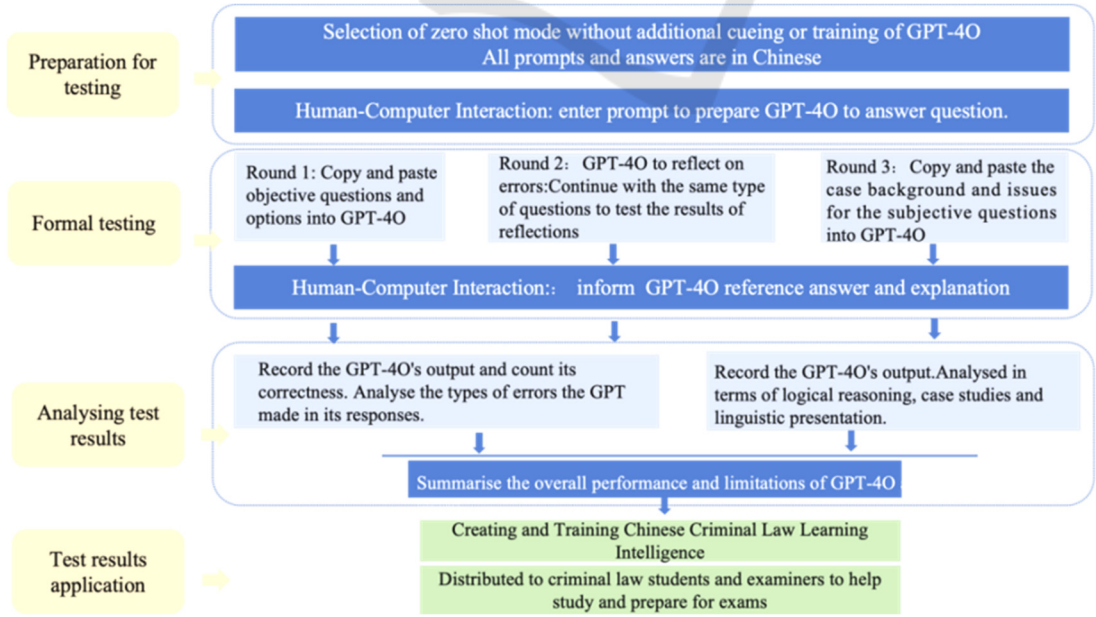 Preparation for
testing
Selection of zero shot mode without additional cueing or training of GPT-4O
All prompts and answers are in Chinese
Human-Computer Interaction: enter prompt to prepare GPT-4O to answer question.
Formal testing
Round 1: Copy and paste
objective questions and
options into GPT-4O
Round 2： GPT-4O to reflect on
errors:Continue with the same type
of questions to test the results of
reflections
Round 3： Copy and paste the
case background and issues
for the subjective questions
into GPT-4O
Human-Computer Interaction:： inform GPT-4O reference answer and explanation
Analysing test
results
Record the GPT-4O's output and count its
correctness. Analyse the types of errors the GPT
made in its responses.
Record the GPT-4O's output.Analysed in
terms of logical reasoning, case studies and
linguistic presentation.
Summarise the overall performance and limitations of GPT-4O
Test results
application
Creating and Training Chinese Criminal Law Learning
Intelligence
Distributed to criminal law students and examiners to help
study and prepare for exams